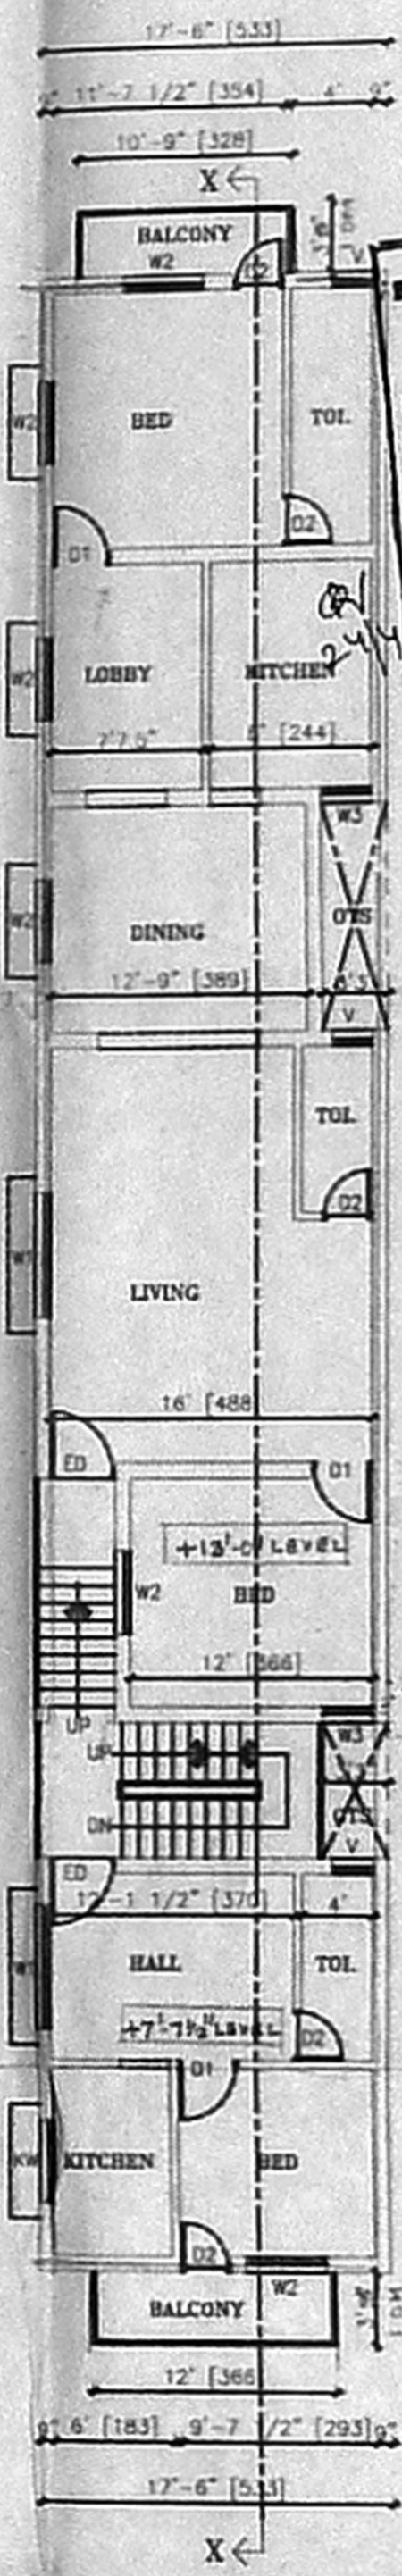 17'-6" [533]
9" 11'-7 1/2" [354] 4' 9"
10'-9" [328]
X
BALCONY
W2
D2
V
W2
BED
TOI.
D2
D1
W2
LOBBY
KITCHEN
7'7.5" 8' [244]
W3
W2
DINING
OTS
12'-9" [389]
V
TOI.
D2
W1
LIVING
16' [488
ED
D1
+13'-0" LEVEL
W2
BED
12' [366]
UP
UP
W3
OTS
DN
V
ED
12'-1 1/2" [370] 4'
W1
HALL
TOI.
+7'-7½" LEVEL
D2
D1
KW
KITCHEN
BED
D2
W2
BALCONY
12' [366
9" 6' [183] 9'-7 1/2" [293] 9"
17'-6" [533]
X